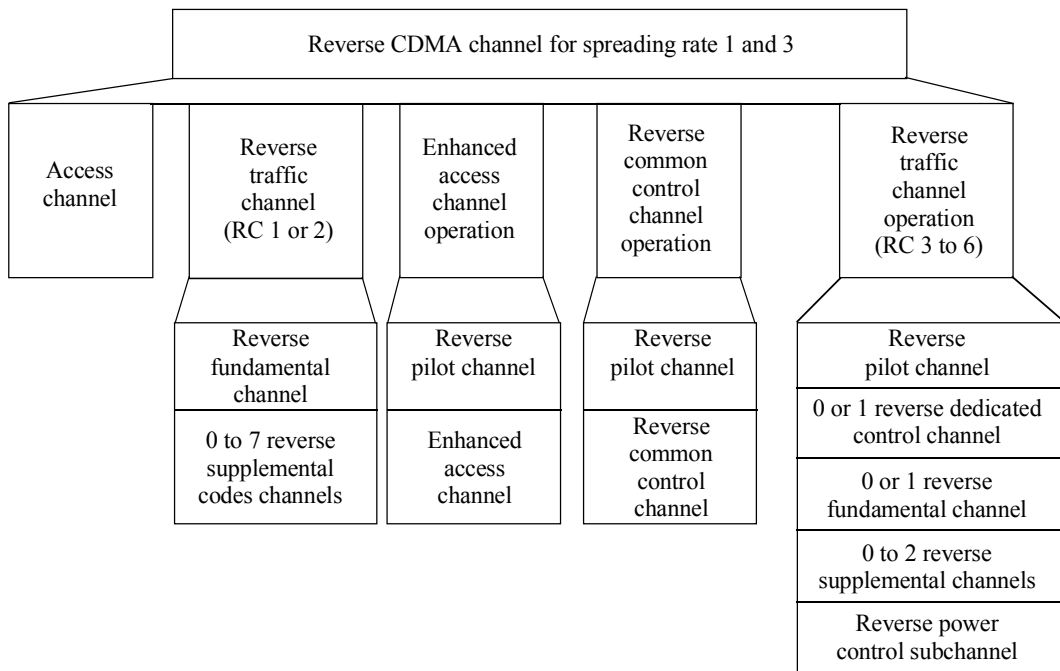 Reverse CDMA channel for spreading rate 1 and 3
Access
channel
Reverse
traffic
channel
(RC 1 or 2)
Enhanced
access
channel
operation
Reverse
common
control
channel
operation
Reverse
traffic
channel
operation
(RC 3 to 6)
Reverse
fundamental
channel
0 to 7 reverse
supplemental
codes channels
Reverse
pilot channel
Enhanced
access
channel
Reverse
pilot channel
Reverse
common
control
channel
Reverse
pilot channel
0 or 1 reverse dedicated
control channel
0 or 1 reverse
fundamental channel
0 to 2 reverse
supplemental channels
Reverse power
control subchannel